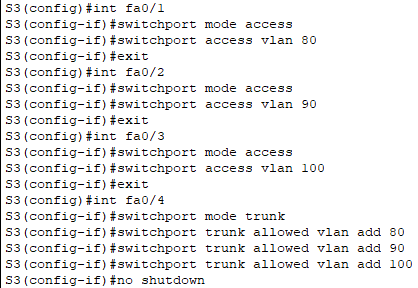 S3(config)#int fa0/1
S3(config-if)#switchport mode access
S3(config-if)#switchport access vlan 80
S3(config-if)#exit
S3(config)#int fa0/2
S3(config-if)#switchport mode access
S3(config-if)#switchport access vlan 90
S3(config-if)#exit
S3(config)#int fa0/3
S3(config-if)#switchport mode access
S3(config-if)#switchport access vlan 100
S3(config-if)#exit
S3(config)#int fa0/4
S3(config-if)#switchport mode trunk
S3(config-if)#switchport trunk allowed vlan add 80
S3(config-if)#switchport trunk allowed vlan add 90
S3(config-if)#switchport trunk allowed vlan add 100
S3(config-if)#no shutdown